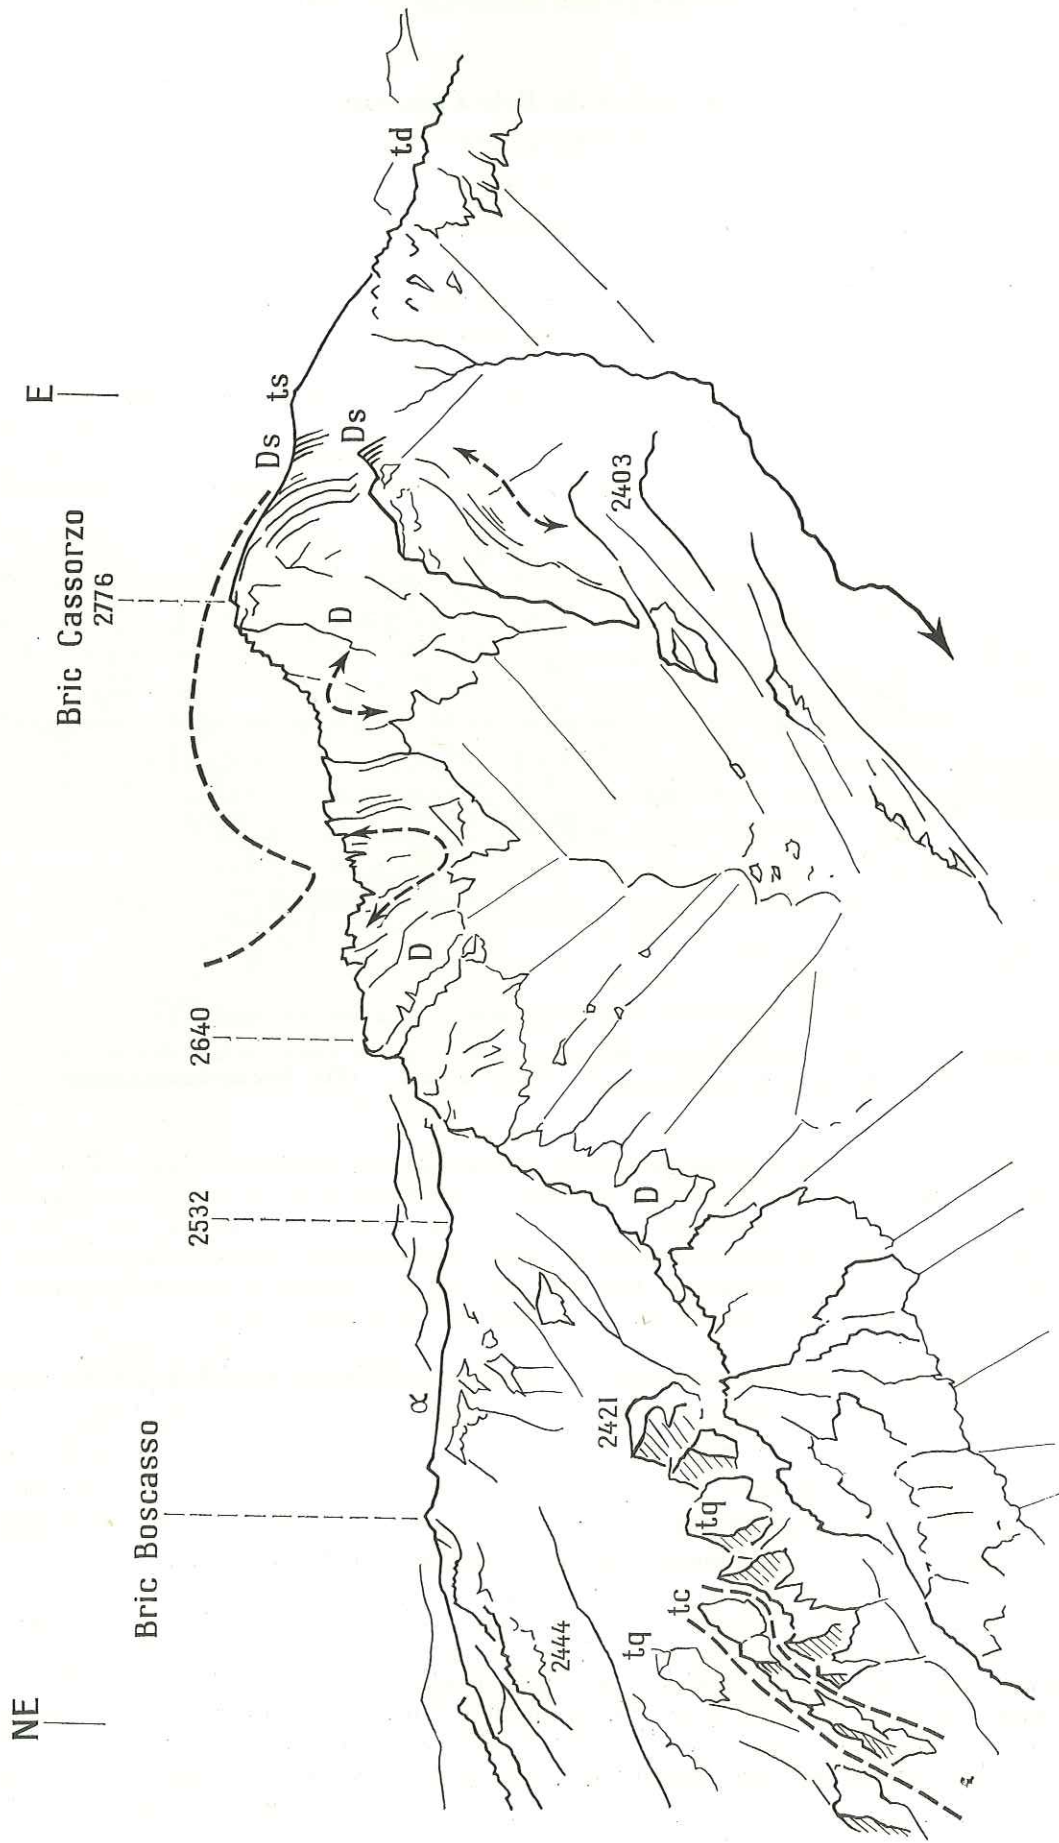 NE
E
Bric Cassorzo
2776
Bric Boscasso
2532
2640
Ds
ts
D
Ds
td
α
D
2444
2421
2403
tq
D
tc
tq